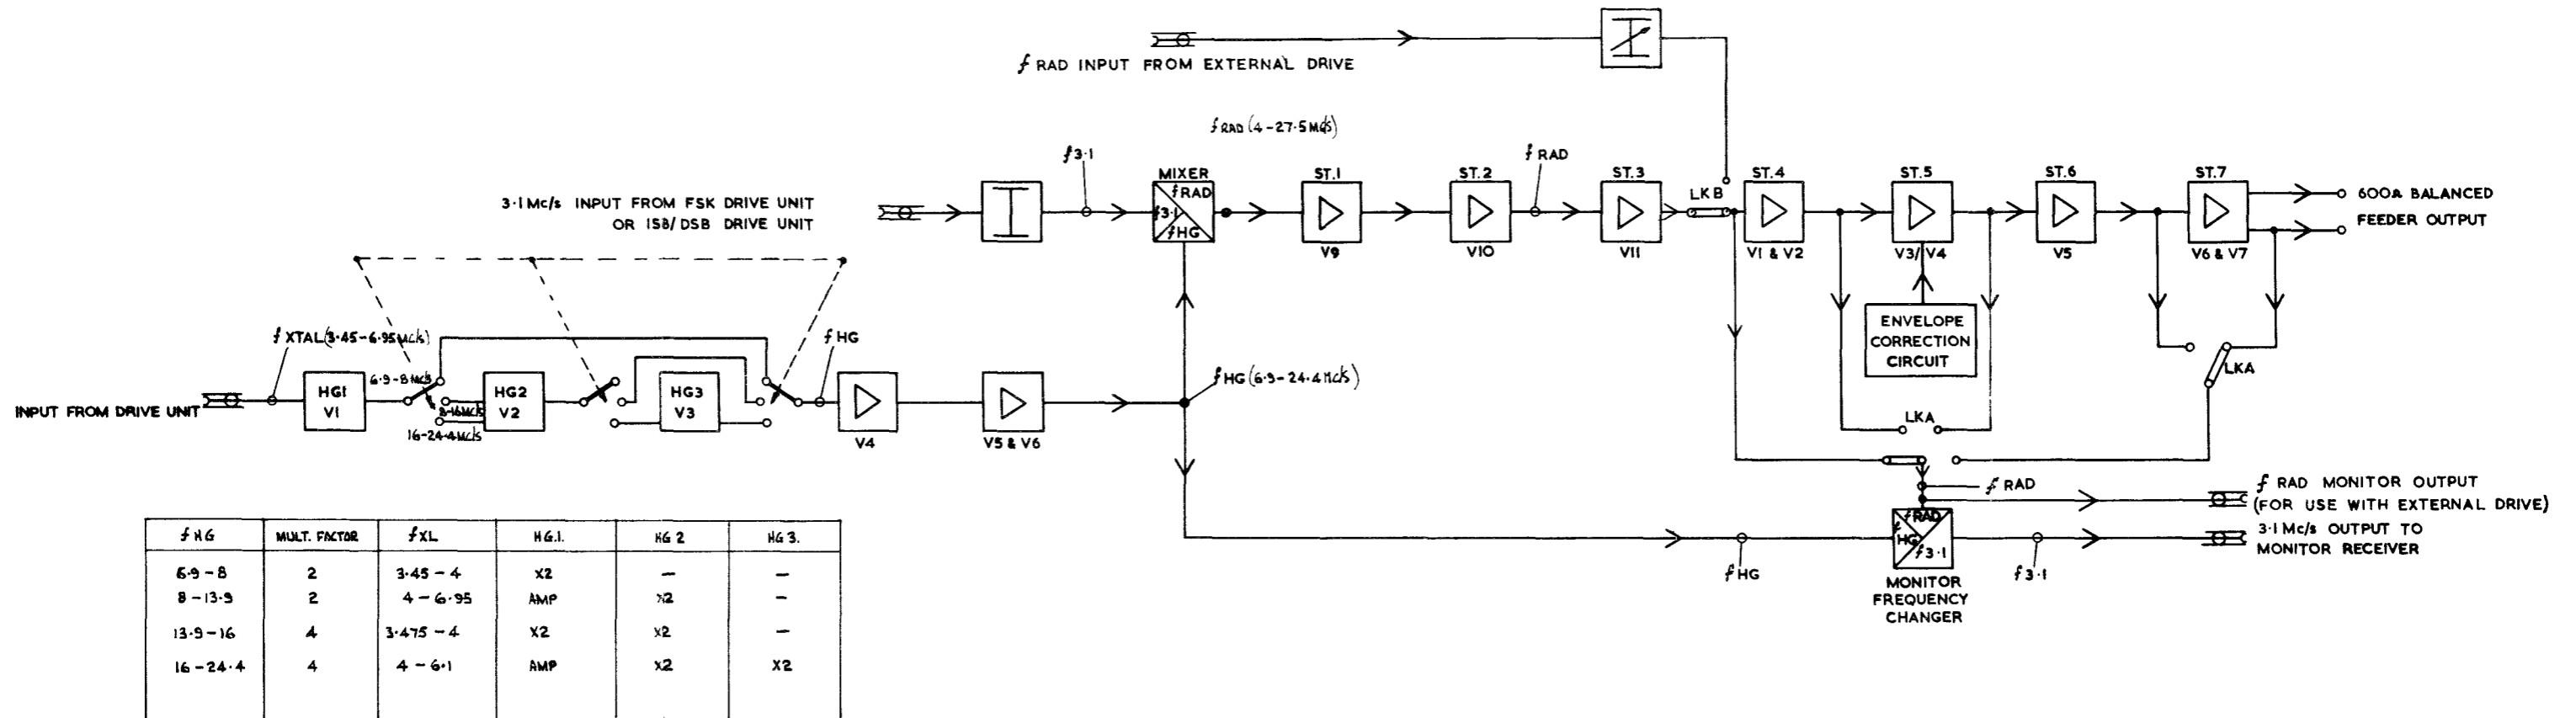 f RAD INPUT FROM EXTERNAL DRIVE
f RAD (4-27.5 Mc/s)
3.1 Mc/s INPUT FROM FSK DRIVE UNIT
OR ISB/DSB DRIVE UNIT
f3.1
MIXER
f RAD
f3.1
f HG
ST.1
V9
ST.2
V10
f RAD
ST.3
V11
LKB
ST.4
V1 & V2
ST.5
V3/V4
ST.6
V5
ST.7
V6 & V7
600Ω BALANCED
FEEDER OUTPUT
ENVELOPE
CORRECTION
CIRCUIT
LKA
LKA
f XTAL (3.45-6.95 Mc/s)
INPUT FROM DRIVE UNIT
HG1
V1
6.9-8 Mc/s
8-16 Mc/s
16-24.4 Mc/s
HG2
V2
HG3
V3
f HG
V4
V5 & V6
f HG (6.9-24.4 Mc/s)
f RAD
f RAD MONITOR OUTPUT
(FOR USE WITH EXTERNAL DRIVE)
f RAD
f
HG
f3.1
3.1 Mc/s OUTPUT TO
MONITOR RECEIVER
f HG
f3.1
MONITOR
FREQUENCY
CHANGER
f HG MULT. FACTOR f XL HG.1. HG 2 HG 3.
6.9-8 2 3.45-4 X2 — —
8-13.9 2 4-6.95 AMP X2 —
13.9-16 4 3.475-4 X2 X2 —
16-24.4 4 4-6.1 AMP X2 X2